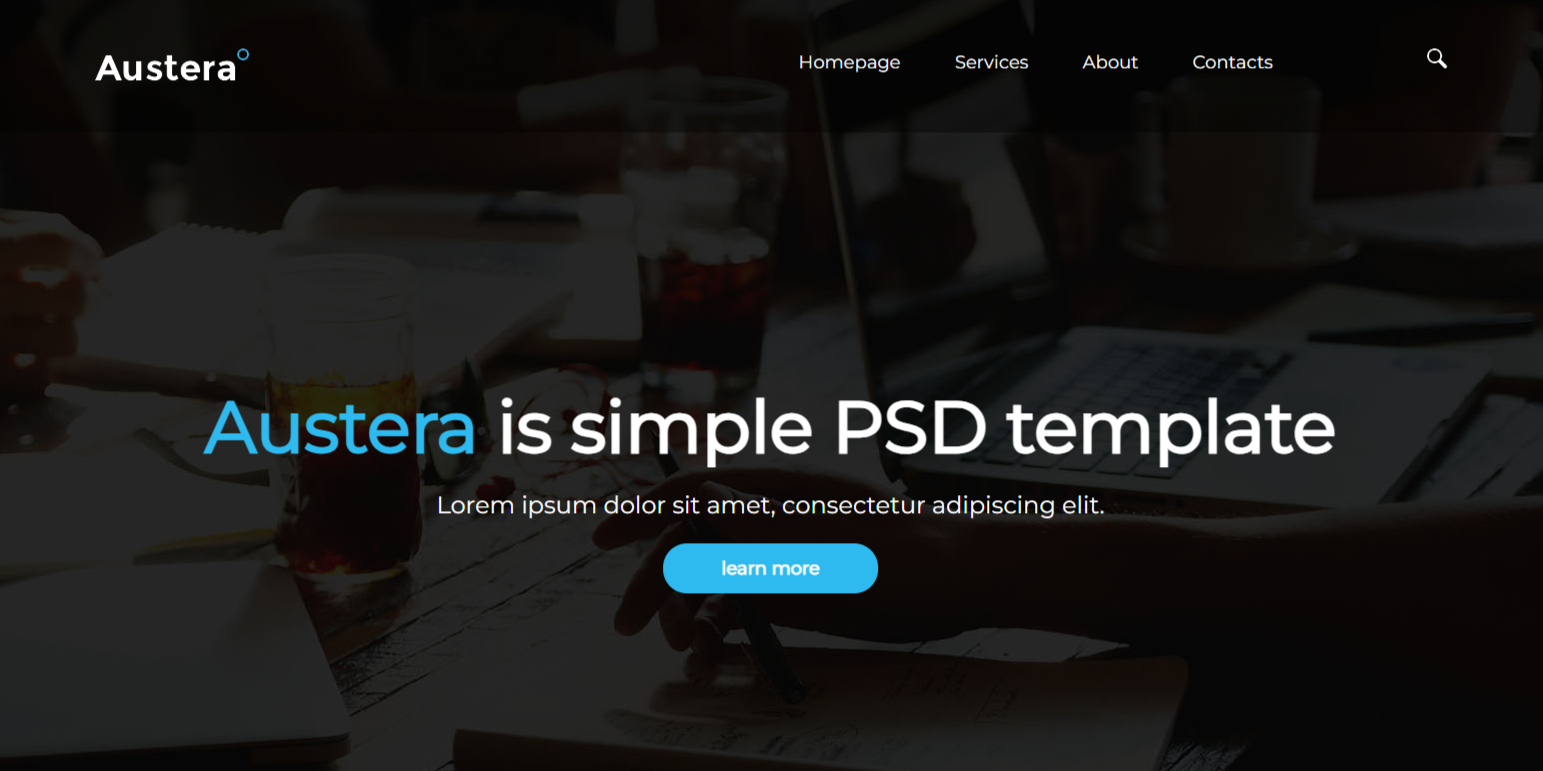 Austera
Homepage Services About Contacts
Austera is simple PSD template
Lorem ipsum dolor sit amet, consectetur adipiscing elit.
learn more